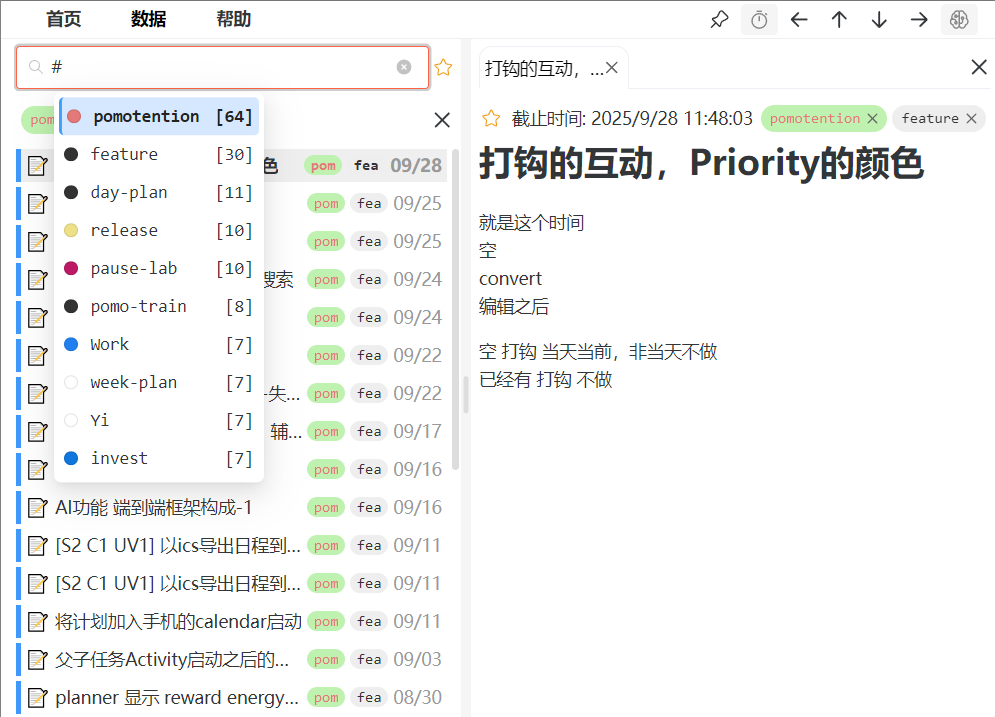 首页 数据 帮助
#
pom
pomotention [64]
feature [30]
day-plan [11]
release [10]
pause-lab [10]
pomo-train [8]
Work [7]
week-plan [7]
Yi [7]
invest [7]
色 pom fea 09/28
pom fea 09/25
pom fea 09/25
搜索 pom fea 09/24
pom fea 09/24
pom fea 09/22
-失... pom fea 09/22
辅... pom fea 09/17
pom fea 09/16
AI功能 端到端框架构成-1 pom fea 09/16
[S2 C1 UV1] 以ics导出日程到... pom fea 09/11
[S2 C1 UV1] 以ics导出日程到... pom fea 09/11
将计划加入手机的calendar启动 pom fea 09/11
父子任务Activity启动之后的... pom fea 09/03
planner 显示 reward energy... pom fea 08/30
打钩的互动，...
截止时间: 2025/9/28 11:48:03 pomotention feature
打钩的互动，Priority的颜色
就是这个时间
空
convert
编辑之后
空 打钩 当天当前，非当天不做
已经有 打钩 不做